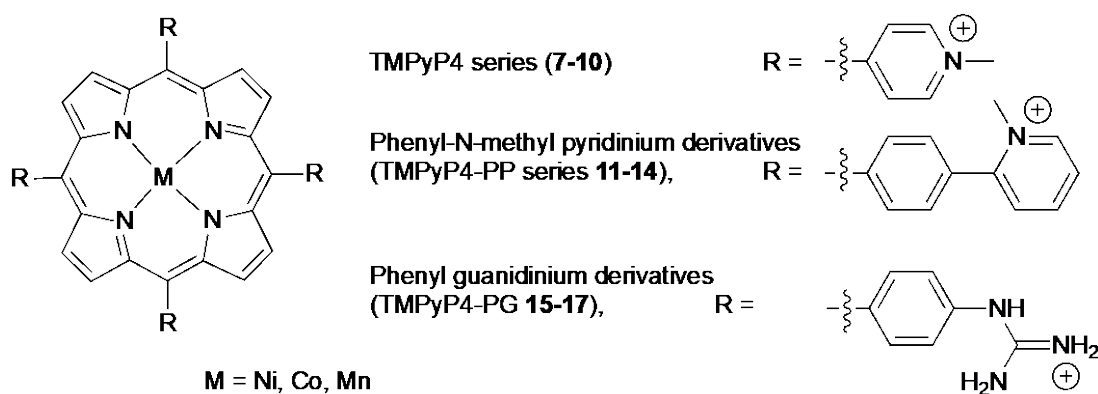 R
R
R
R
N
N
N
N
M
M = Ni, Co, Mn
TMPyP4 series (7-10)
R =
N
+
Phenyl-N-methyl pyridinium derivatives
(TMPyP4-PP series 11-14),
R =
N
+
Phenyl guanidinium derivatives
(TMPyP4-PG 15-17),
R =
NH
NH2
H2N
+